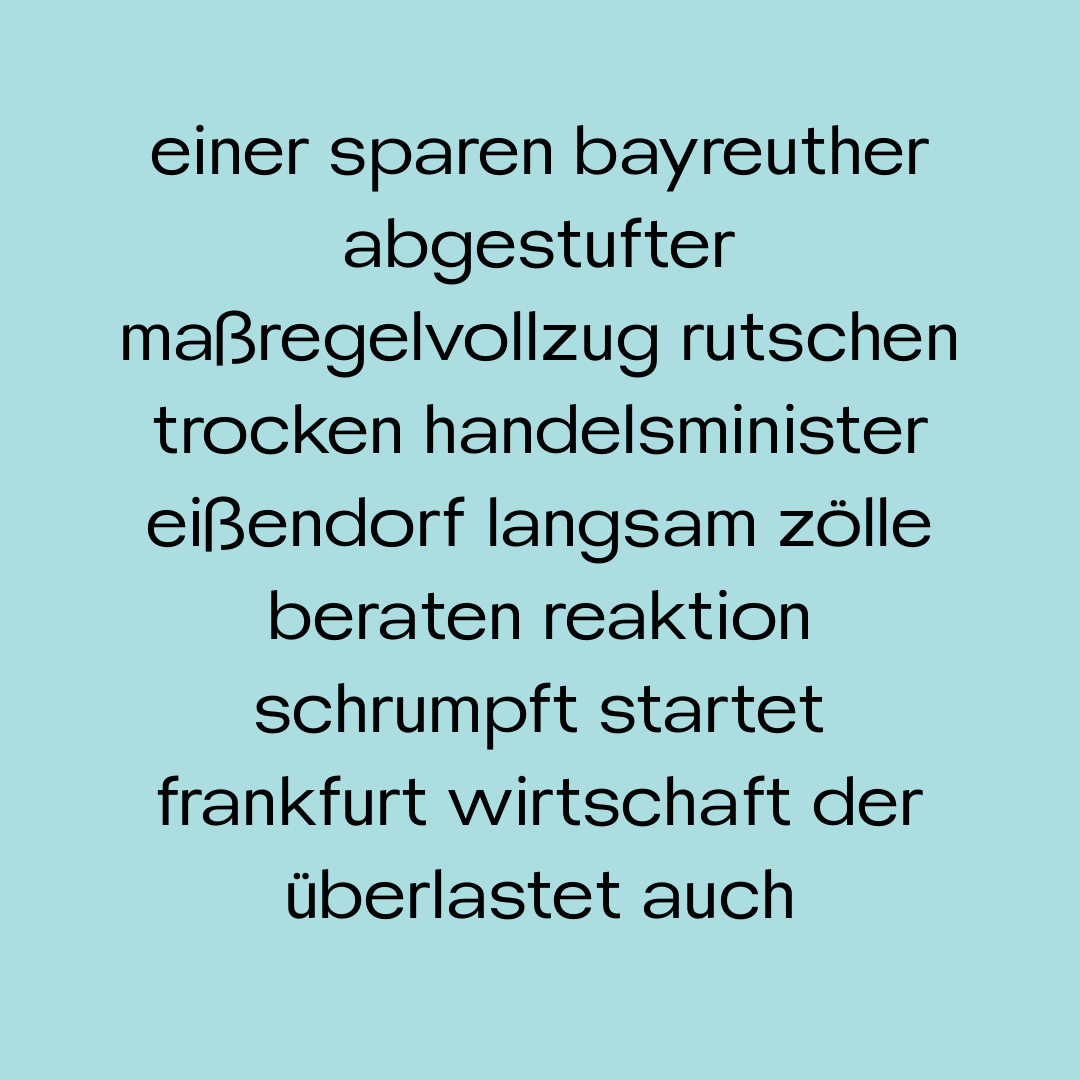 einer sparen bayreuther
abgestufter
maßregelvollzug rutschen
trocken handelsminister
eißendorf langsam zölle
beraten reaktion
schrumpft startet
frankfurt wirtschaft der
überlastet auch